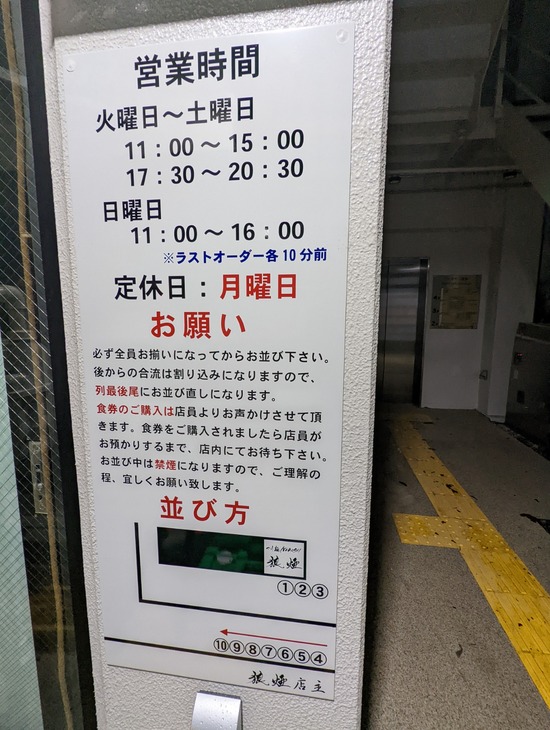 営業時間
火曜日～土曜日
11：00～15：00
17：30～20：30
日曜日
11：00～16：00
※ラストオーダー各10分前
定休日：月曜日
お願い
必ず全員お揃いになってからお並び下さい。
後からの合流は割り込みになりますので、
列最後尾にお並び直しになります。
食券のご購入は店員よりお声かけさせて頂
きます。食券をご購入されましたら店員が
お預かりするまで、店内にてお待ち下さい。
お並び中は禁煙になりますので、ご理解の
程、宜しくお願い致します。
並び方
狼煙
①②③
⑩⑨⑧⑦⑥⑤④
狼煙店主